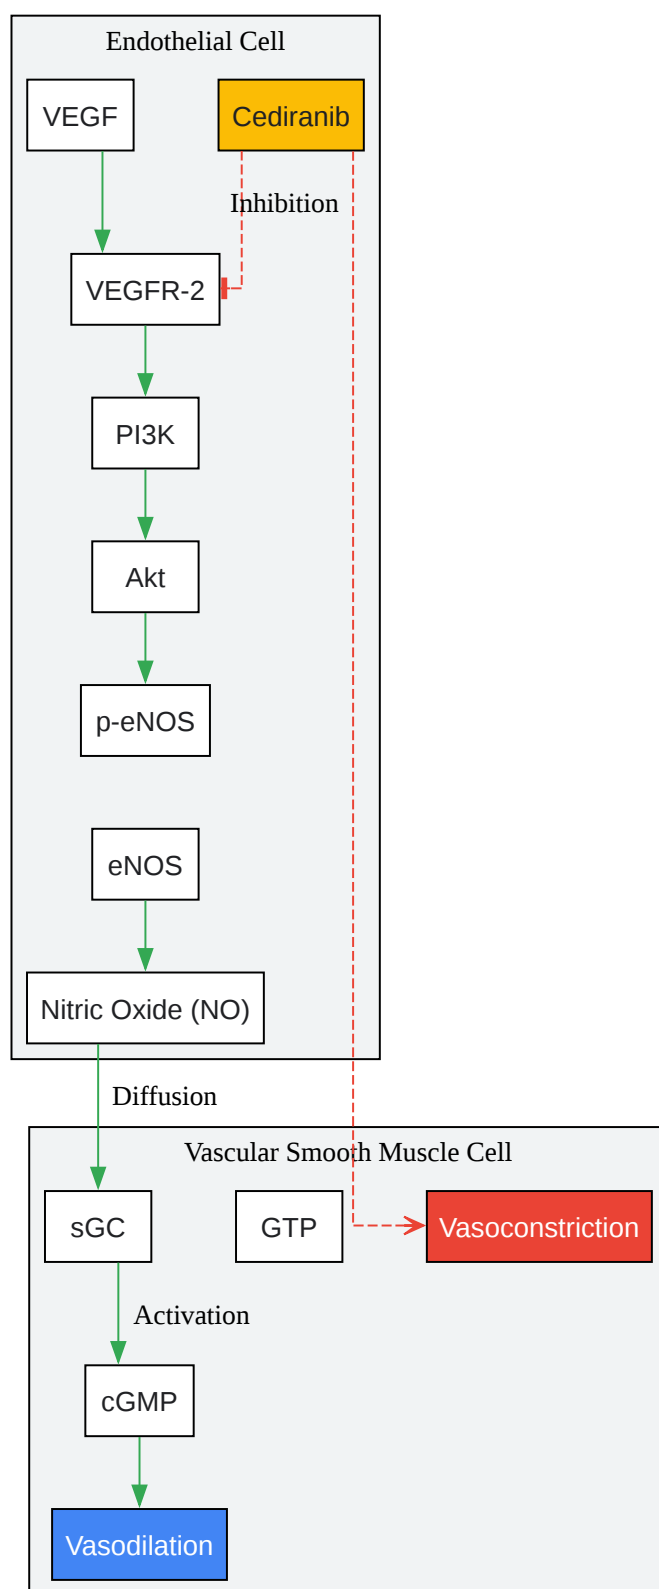 Endothelial Cell
VEGF
Cediranib
Inhibition
VEGFR-2
PI3K
Akt
p-eNOS
eNOS
Nitric Oxide (NO)
Diffusion
Vascular Smooth Muscle Cell
sGC
GTP
Vasoconstriction
Activation
cGMP
Vasodilation